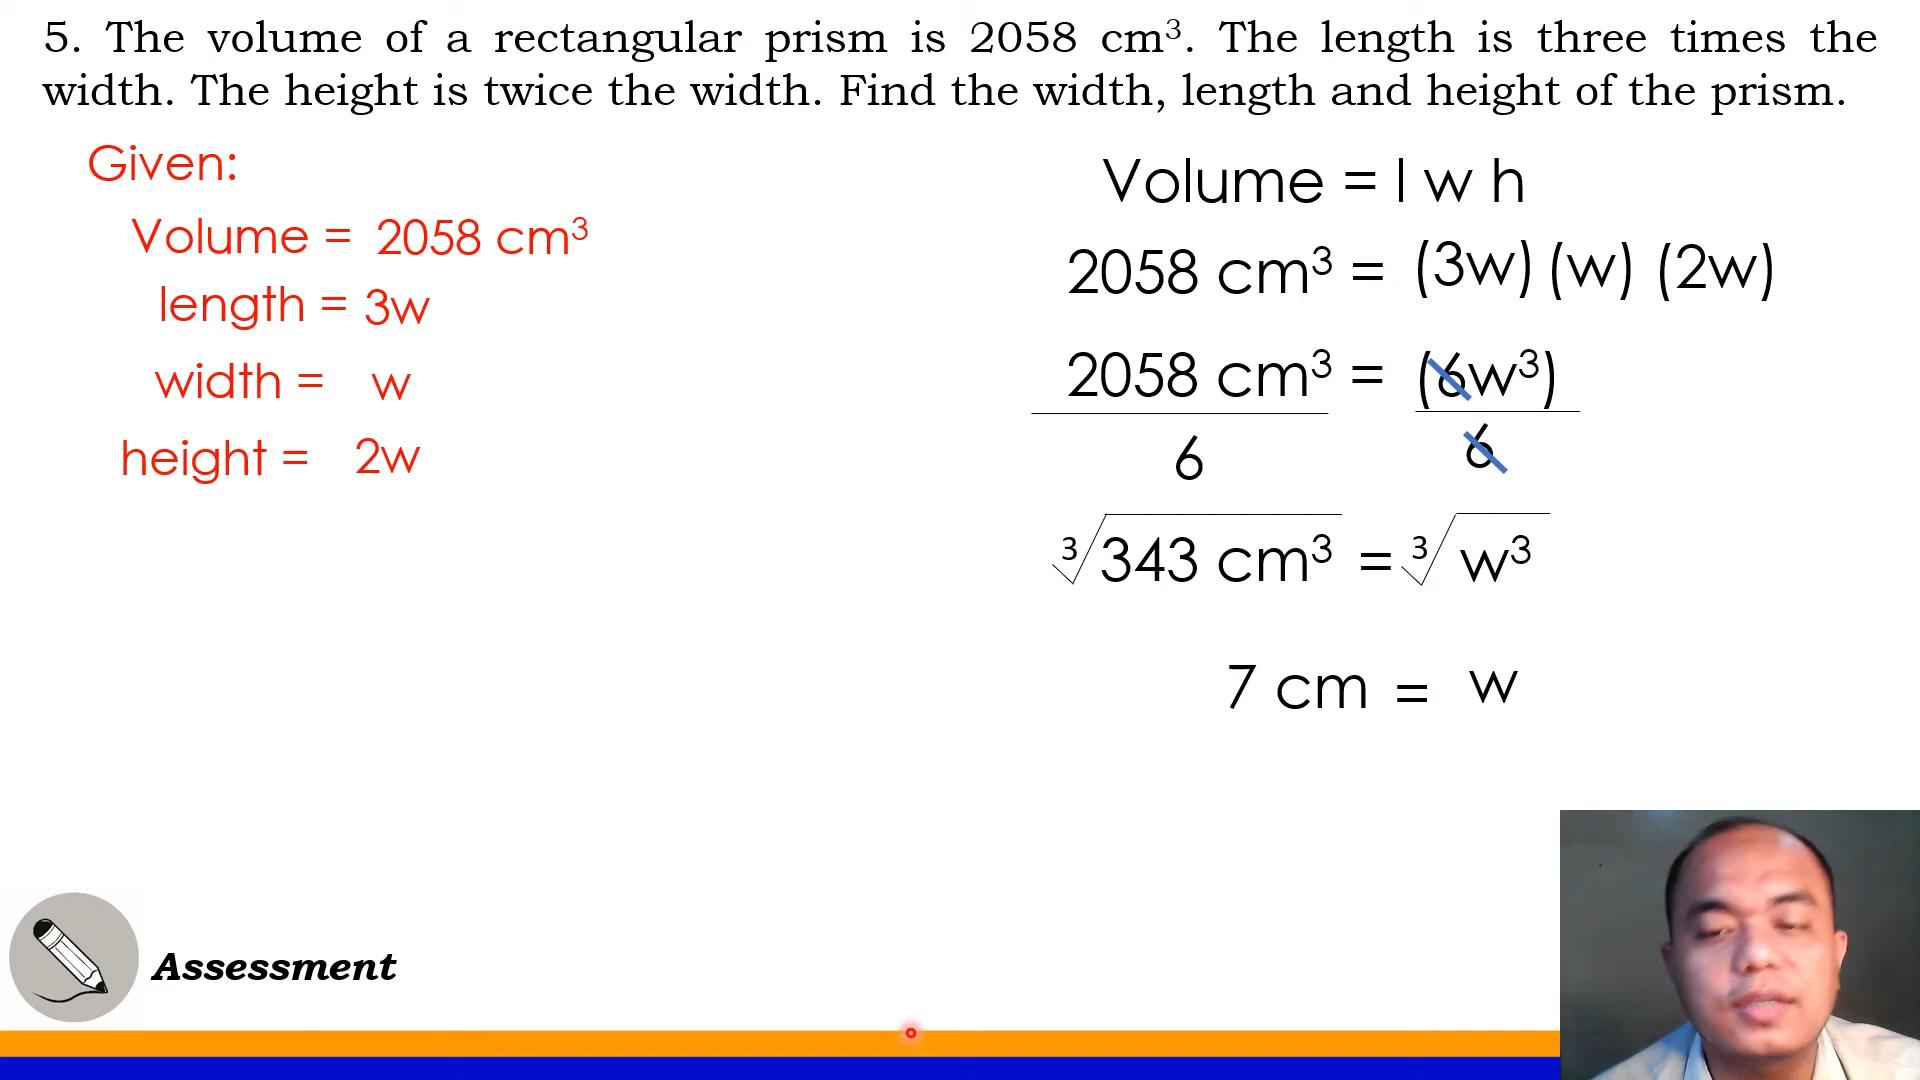 5. The volume of a rectangular prism is 2058 cm³. The length is three times the
width. The height is twice the width. Find the width, length and height of the prism.
Given:
Volume = 2058 cm³
length = 3w
width = w
height = 2w
Volume = l w h
2058 cm³ = (3w) (w) (2w)
2058 cm³ = (6w³)
6 6
³√343 cm³ = ³√w³
7 cm = w
Assessment